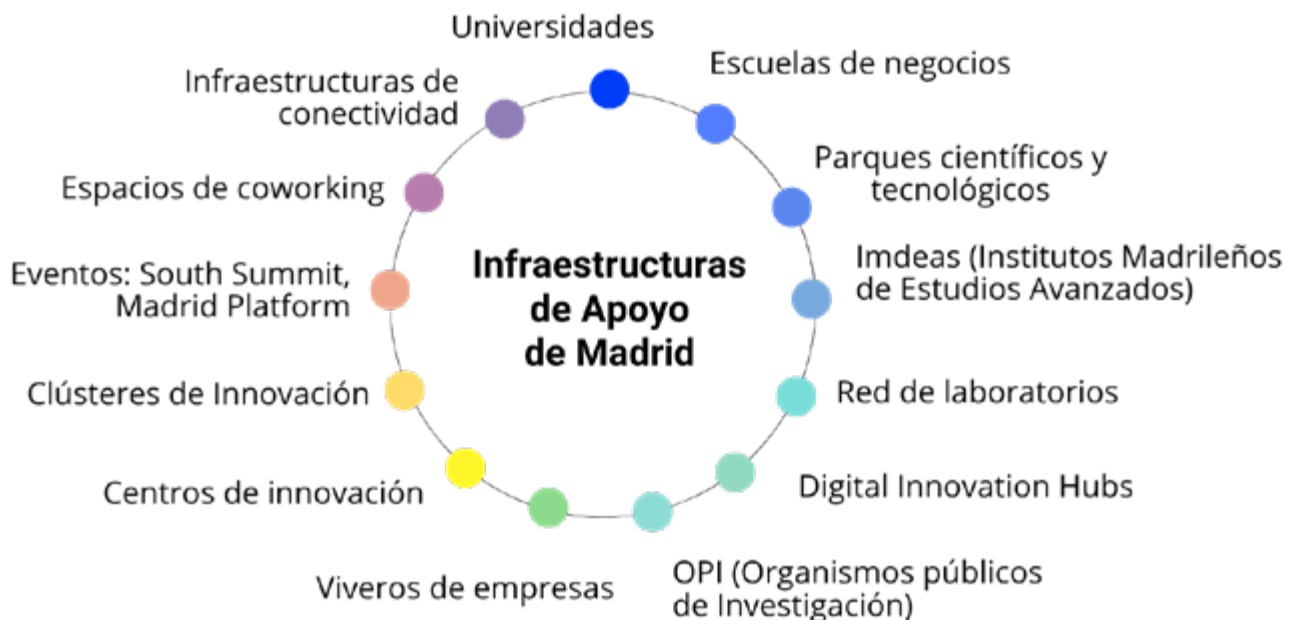 Universidades
Escuelas de negocios
Parques científicos y
tecnológicos
Imdeas (Institutos Madrileños
de Estudios Avanzados)
Red de laboratorios
Digital Innovation Hubs
OPI (Organismos públicos
de Investigación)
Viveros de empresas
Centros de innovación
Clústeres de Innovación
Eventos: South Summit,
Madrid Platform
Espacios de coworking
Infraestructuras de
conectividad
Infraestructuras
de Apoyo
de Madrid